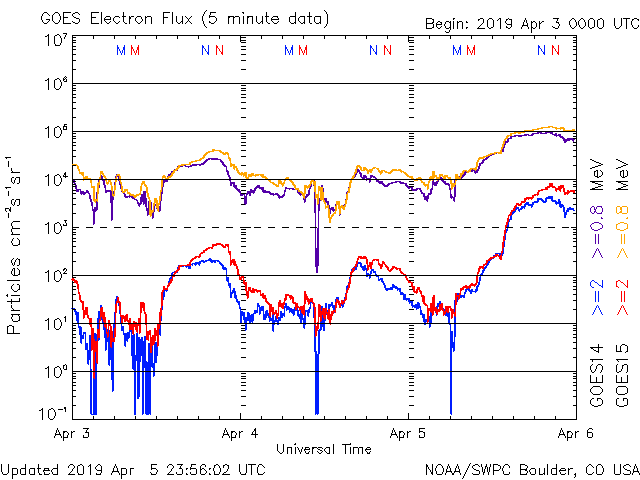 GOES Electron Flux (5 minute data)
Begin: 2019 Apr 3 0000 UTC
10⁷
M M N N M M N N M M N N
10⁶
10⁵
10⁴
10³
10²
10¹
10⁰
10⁻¹
Particles cm⁻²s⁻¹sr⁻¹
Apr 3
Apr 4
Apr 5
Apr 6
Universal Time
GOES14 >=2 >=0.8 MeV
GOES15 >=2 >=0.8 MeV
Updated 2019 Apr 5 23:56:02 UTC
NOAA/SWPC Boulder, CO USA